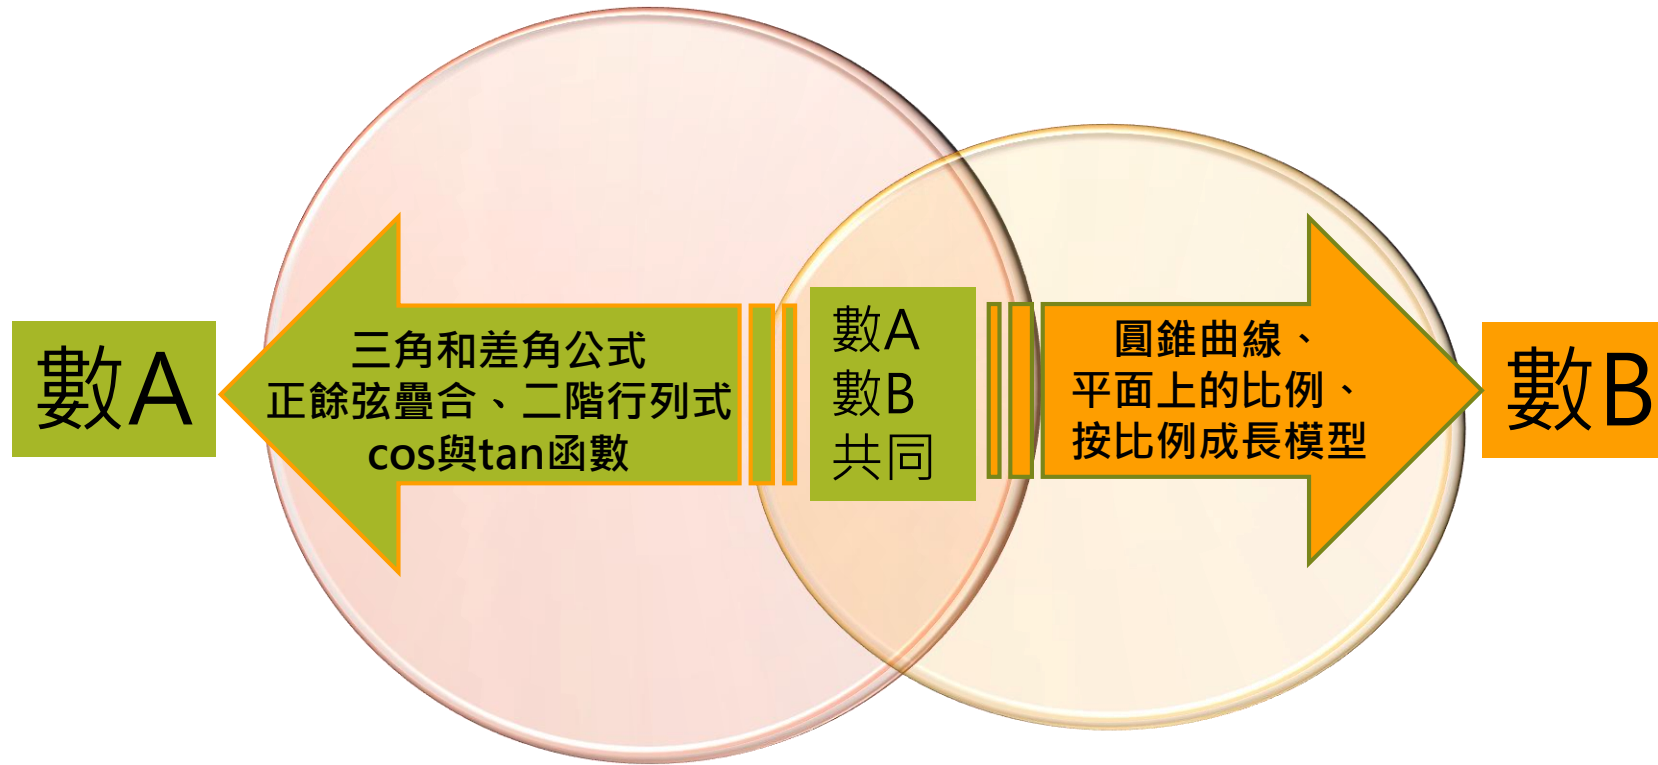 數A
三角和差角公式
正餘弦疊合、二階行列式
cos與tan函數
數A
數B
共同
圓錐曲線、
平面上的比例、
按比例成長模型
數B